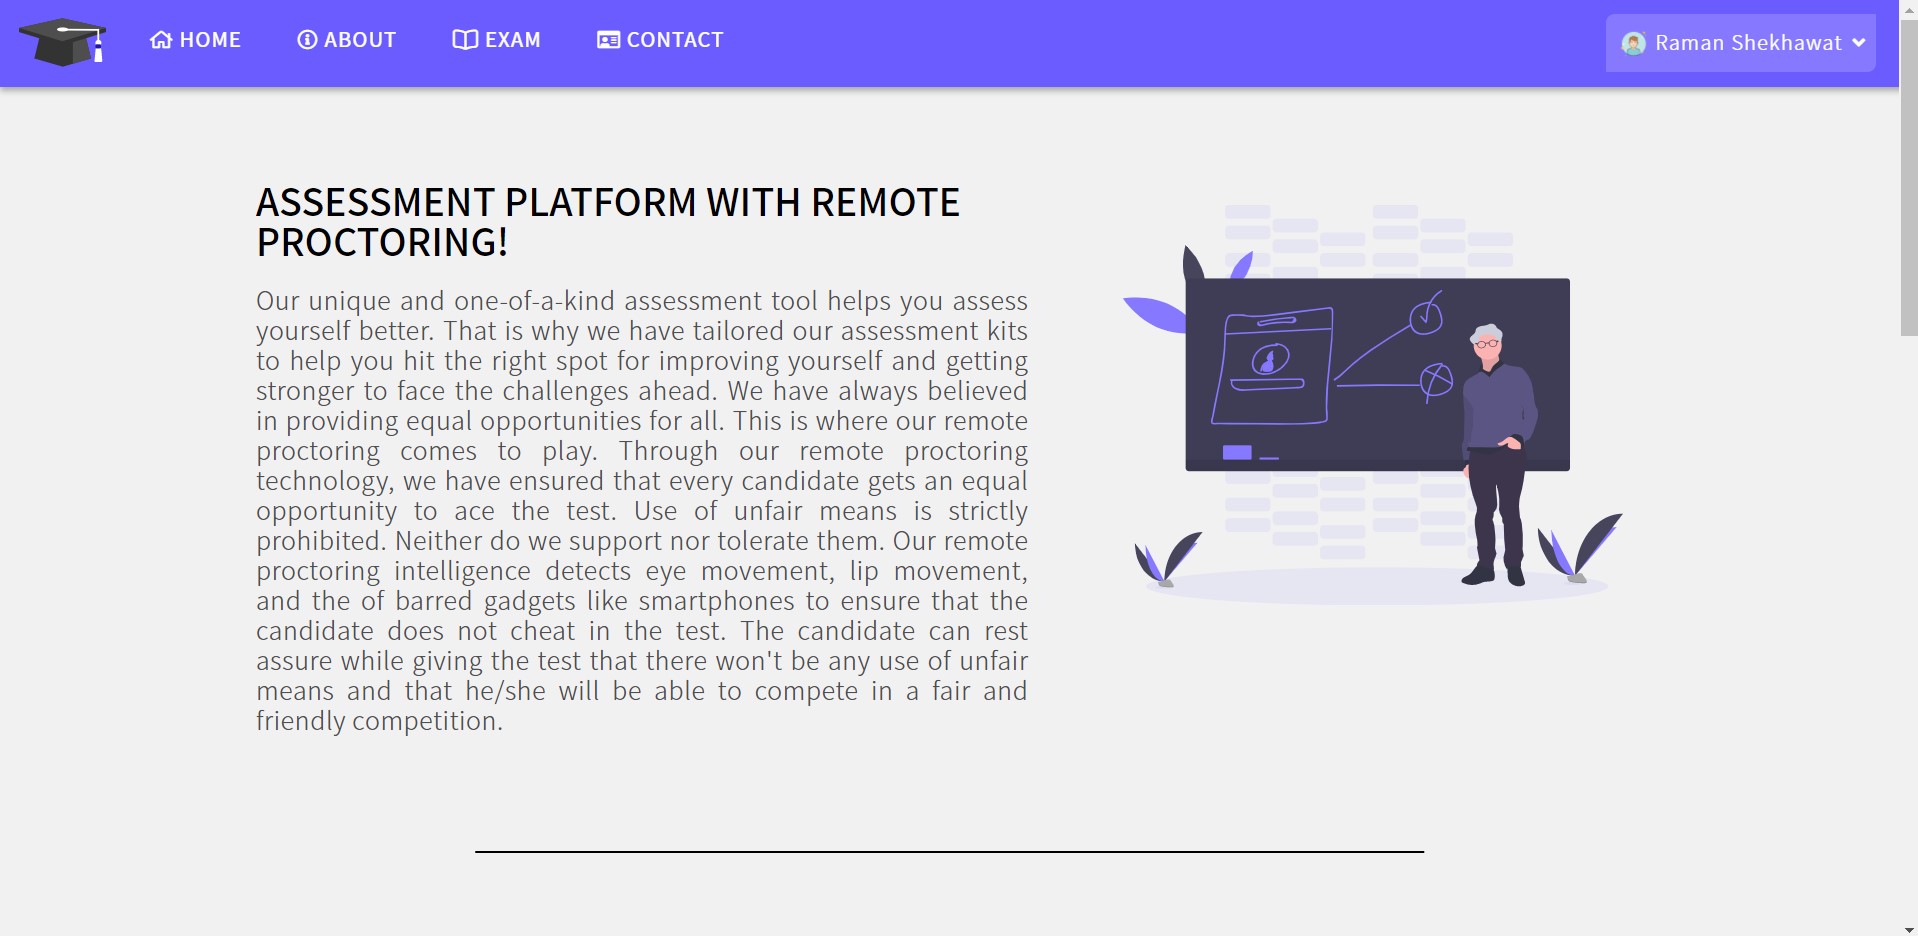 HOME
ABOUT
EXAM
CONTACT
Raman Shekhawat
ASSESSMENT PLATFORM WITH REMOTE
PROCTORING!
Our unique and one-of-a-kind assessment tool helps you assess
yourself better. That is why we have tailored our assessment kits
to help you hit the right spot for improving yourself and getting
stronger to face the challenges ahead. We have always believed
in providing equal opportunities for all. This is where our remote
proctoring comes to play. Through our remote proctoring
technology, we have ensured that every candidate gets an equal
opportunity to ace the test. Use of unfair means is strictly
prohibited. Neither do we support nor tolerate them. Our remote
proctoring intelligence detects eye movement, lip movement,
and the of barred gadgets like smartphones to ensure that the
candidate does not cheat in the test. The candidate can rest
assure while giving the test that there won't be any use of unfair
means and that he/she will be able to compete in a fair and
friendly competition.